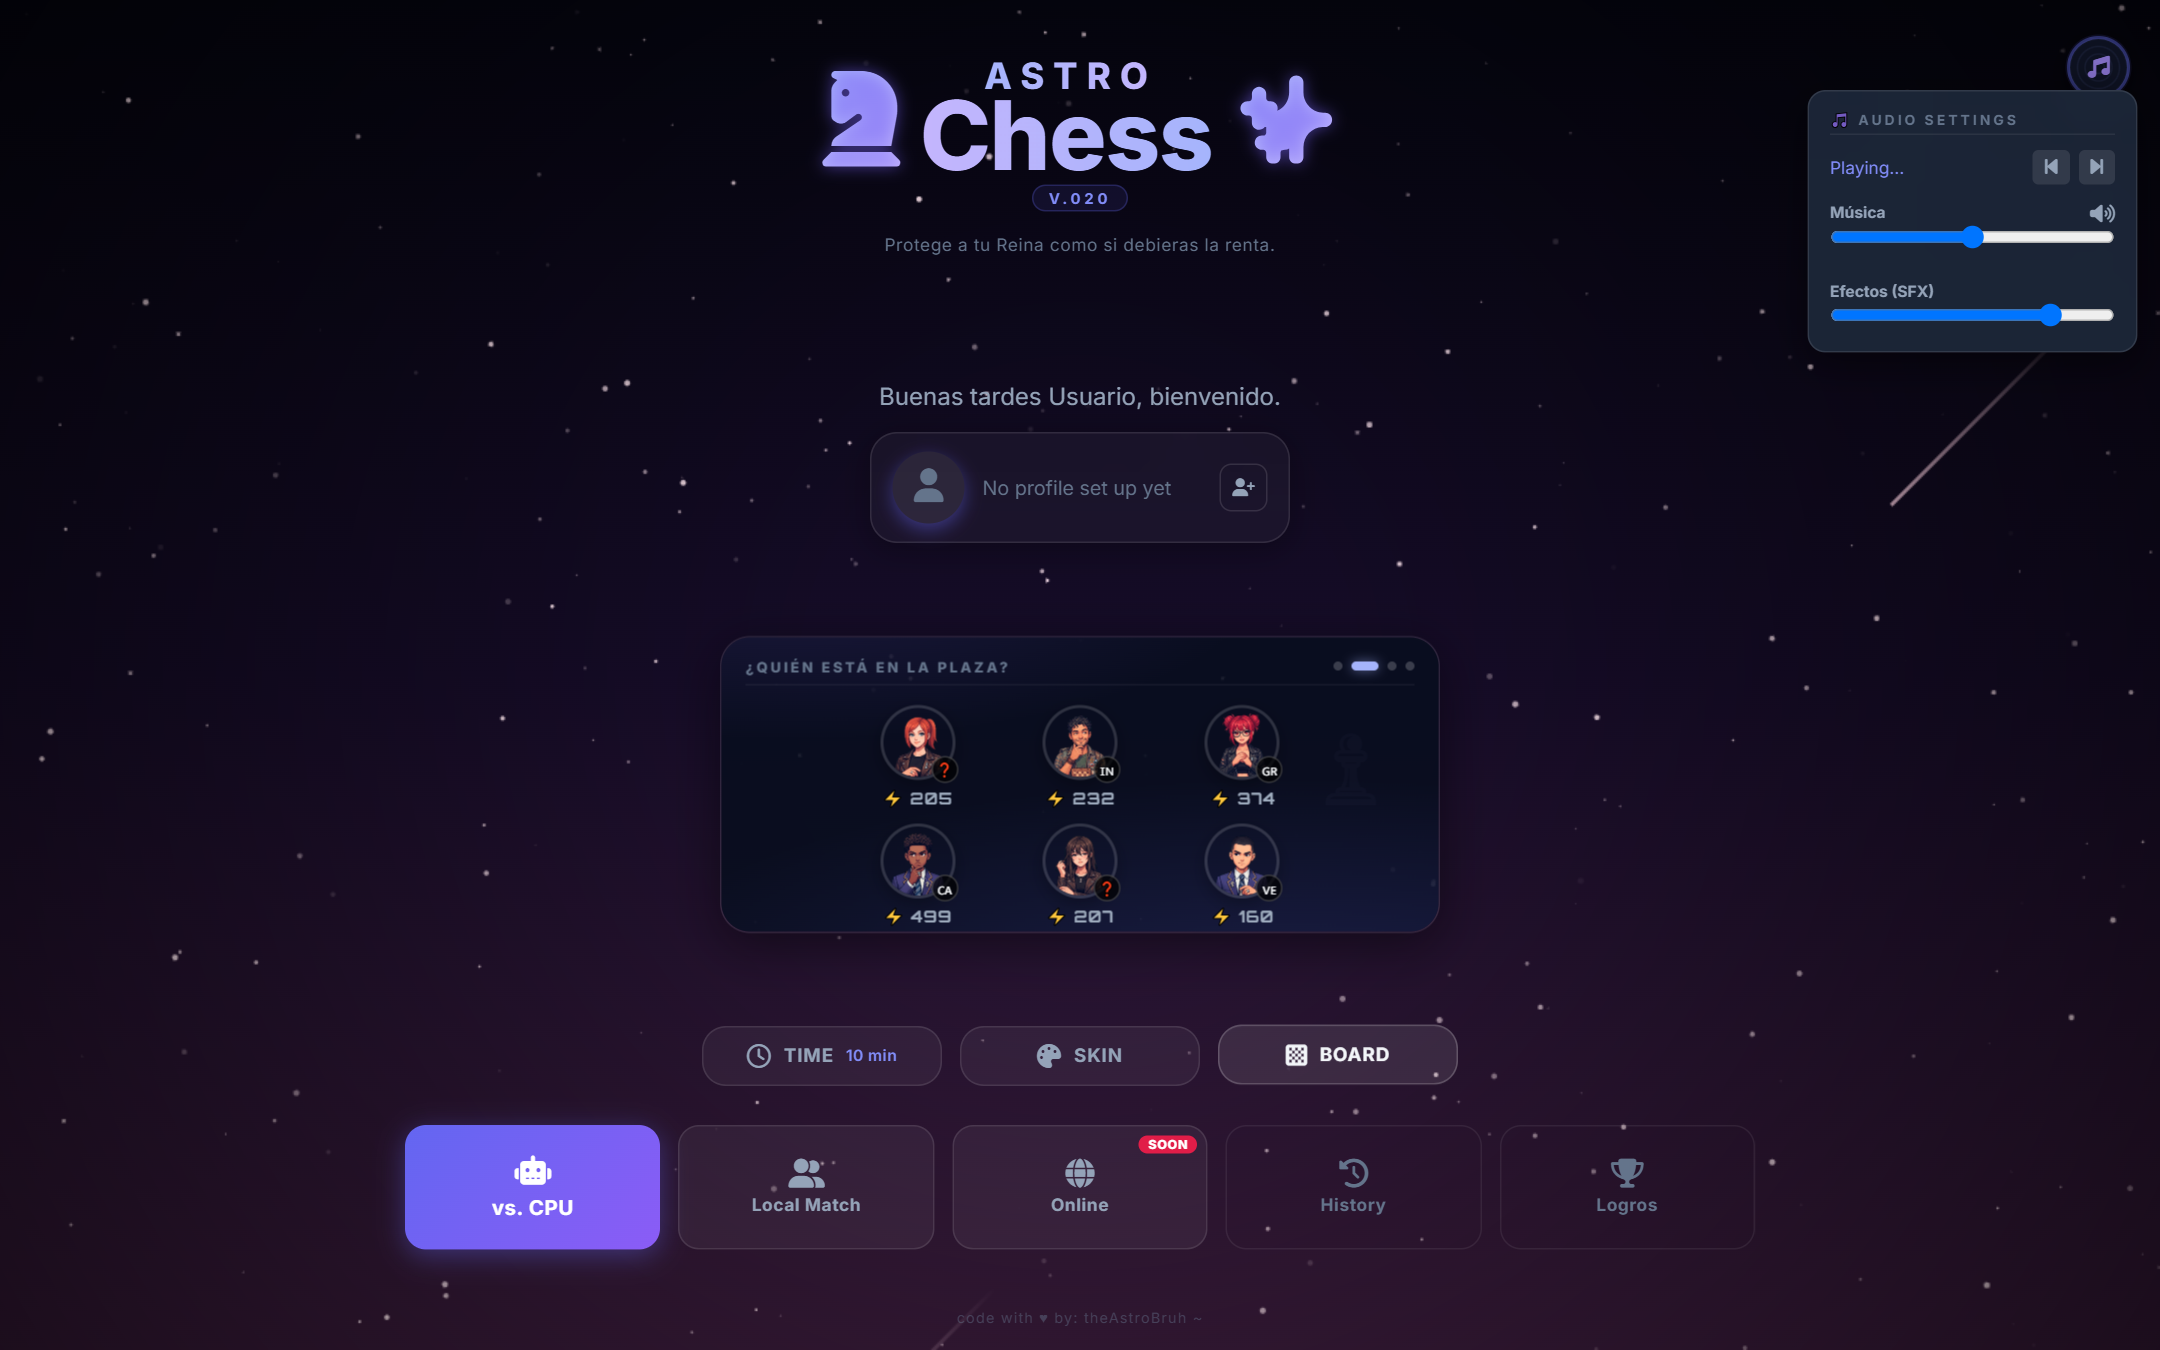 ASTRO
Chess
V.020
Protege a tu Reina como si debieras la renta.
AUDIO SETTINGS
Playing...
Música
Efectos (SFX)
Buenas tardes Usuario, bienvenido.
No profile set up yet
¿QUIÉN ESTÁ EN LA PLAZA?
❓ IN GR
⚡ 205 ⚡ 232 ⚡ 374
CA ❓ VE
⚡ 499 ⚡ 207 ⚡ 160
TIME 10 min SKIN BOARD
SOON
vs. CPU Local Match Online History Logros
code with ♥ by: theAstroBruh ~